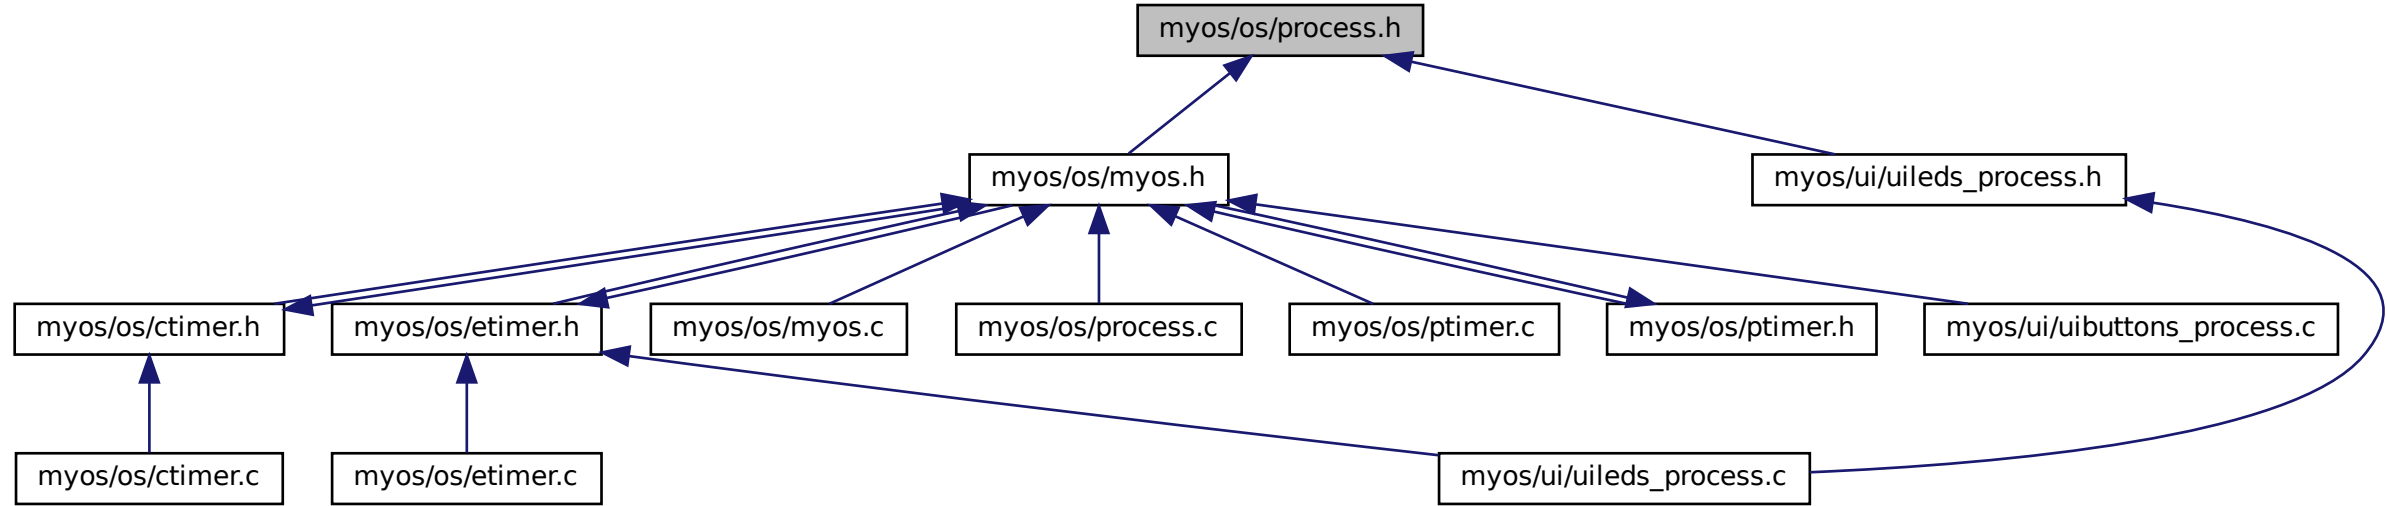 myos/os/process.h
myos/os/myos.h
myos/ui/uileds_process.h
myos/os/ctimer.h
myos/os/etimer.h
myos/os/myos.c
myos/os/process.c
myos/os/ptimer.c
myos/os/ptimer.h
myos/ui/uibuttons_process.c
myos/os/ctimer.c
myos/os/etimer.c
myos/ui/uileds_process.c